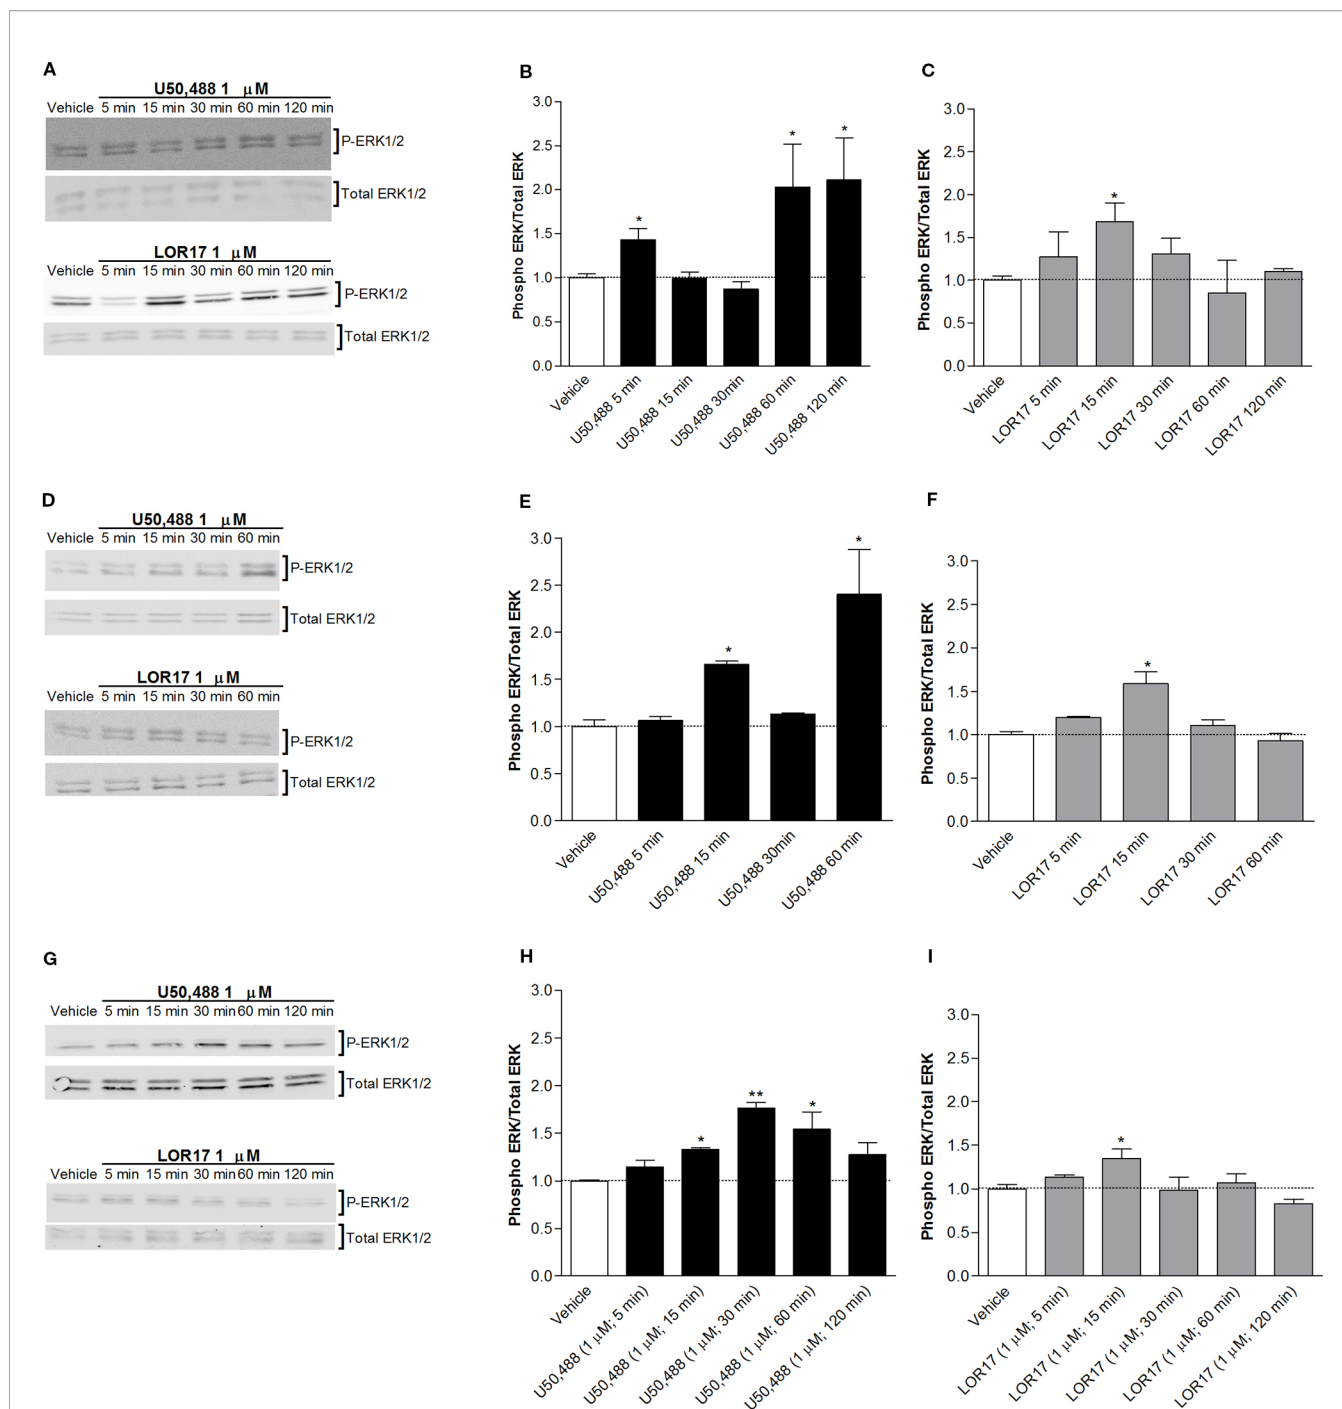 A
U50,488 1 μM
Vehicle 5 min 15 min 30 min 60 min 120 min
P-ERK1/2
Total ERK1/2
LOR17 1 μM
Vehicle 5 min 15 min 30 min 60 min 120 min
P-ERK1/2
Total ERK1/2
B
Phospho ERK/Total ERK
3.0
2.5
2.0
1.5
1.0
0.5
0.0
* * *
Vehicle
U50,488 5 min
U50,488 15 min
U50,488 30min
U50,488 60 min
U50,488 120 min
C
Phospho ERK/Total ERK
3.0
2.5
2.0
1.5
1.0
0.5
0.0
*
Vehicle
LOR17 5 min
LOR17 15 min
LOR17 30 min
LOR17 60 min
LOR17 120 min
D
U50,488 1 μM
Vehicle 5 min 15 min 30 min 60 min
P-ERK1/2
Total ERK1/2
LOR17 1 μM
Vehicle 5 min 15 min 30 min 60 min
P-ERK1/2
Total ERK1/2
E
Phospho ERK/Total ERK
3.0
2.5
2.0
1.5
1.0
0.5
0.0
* *
Vehicle
U50,488 5 min
U50,488 15 min
U50,488 30min
U50,488 60 min
F
Phospho ERK/Total ERK
3.0
2.5
2.0
1.5
1.0
0.5
0.0
*
Vehicle
LOR17 5 min
LOR17 15 min
LOR17 30 min
LOR17 60 min
G
U50,488 1 μM
Vehicle 5 min 15 min 30 min 60 min 120 min
P-ERK1/2
Total ERK1/2
LOR17 1 μM
Vehicle 5 min 15 min 30 min 60 min 120 min
P-ERK1/2
Total ERK1/2
H
Phospho ERK/Total ERK
3.0
2.5
2.0
1.5
1.0
0.5
0.0
* ** *
Vehicle
U50,488 (1 μM; 5 min)
U50,488 (1 μM; 15 min)
U50,488 (1 μM; 30 min)
U50,488 (1 μM; 60 min)
U50,488 (1 μM; 120 min)
I
Phospho ERK/Total ERK
3.0
2.5
2.0
1.5
1.0
0.5
0.0
*
Vehicle
LOR17 (1 μM; 5 min)
LOR17 (1 μM; 15 min)
LOR17 (1 μM; 30 min)
LOR17 (1 μM; 60 min)
LOR17 (1 μM; 120 min)